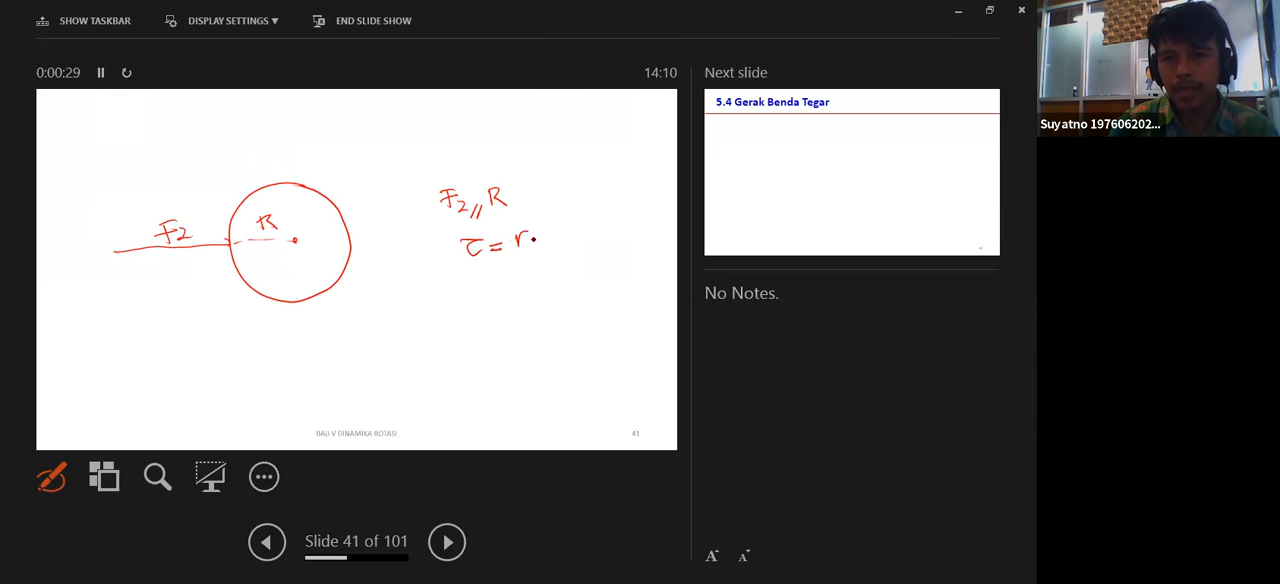 SHOW TASKBAR
DISPLAY SETTINGS ▼
END SLIDE SHOW
0:00:29
14:10
Next slide
5.4 Gerak Benda Tegar
Suyatno 197606202...
F2 // R
R
F2
τ = r
No Notes.
BAB V DINAMIKA ROTASI
41
Slide 41 of 101
A
A